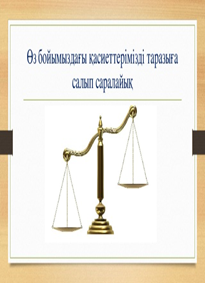 Өз бойымыздағы қасиеттерімізді таразыға
салып саралайық